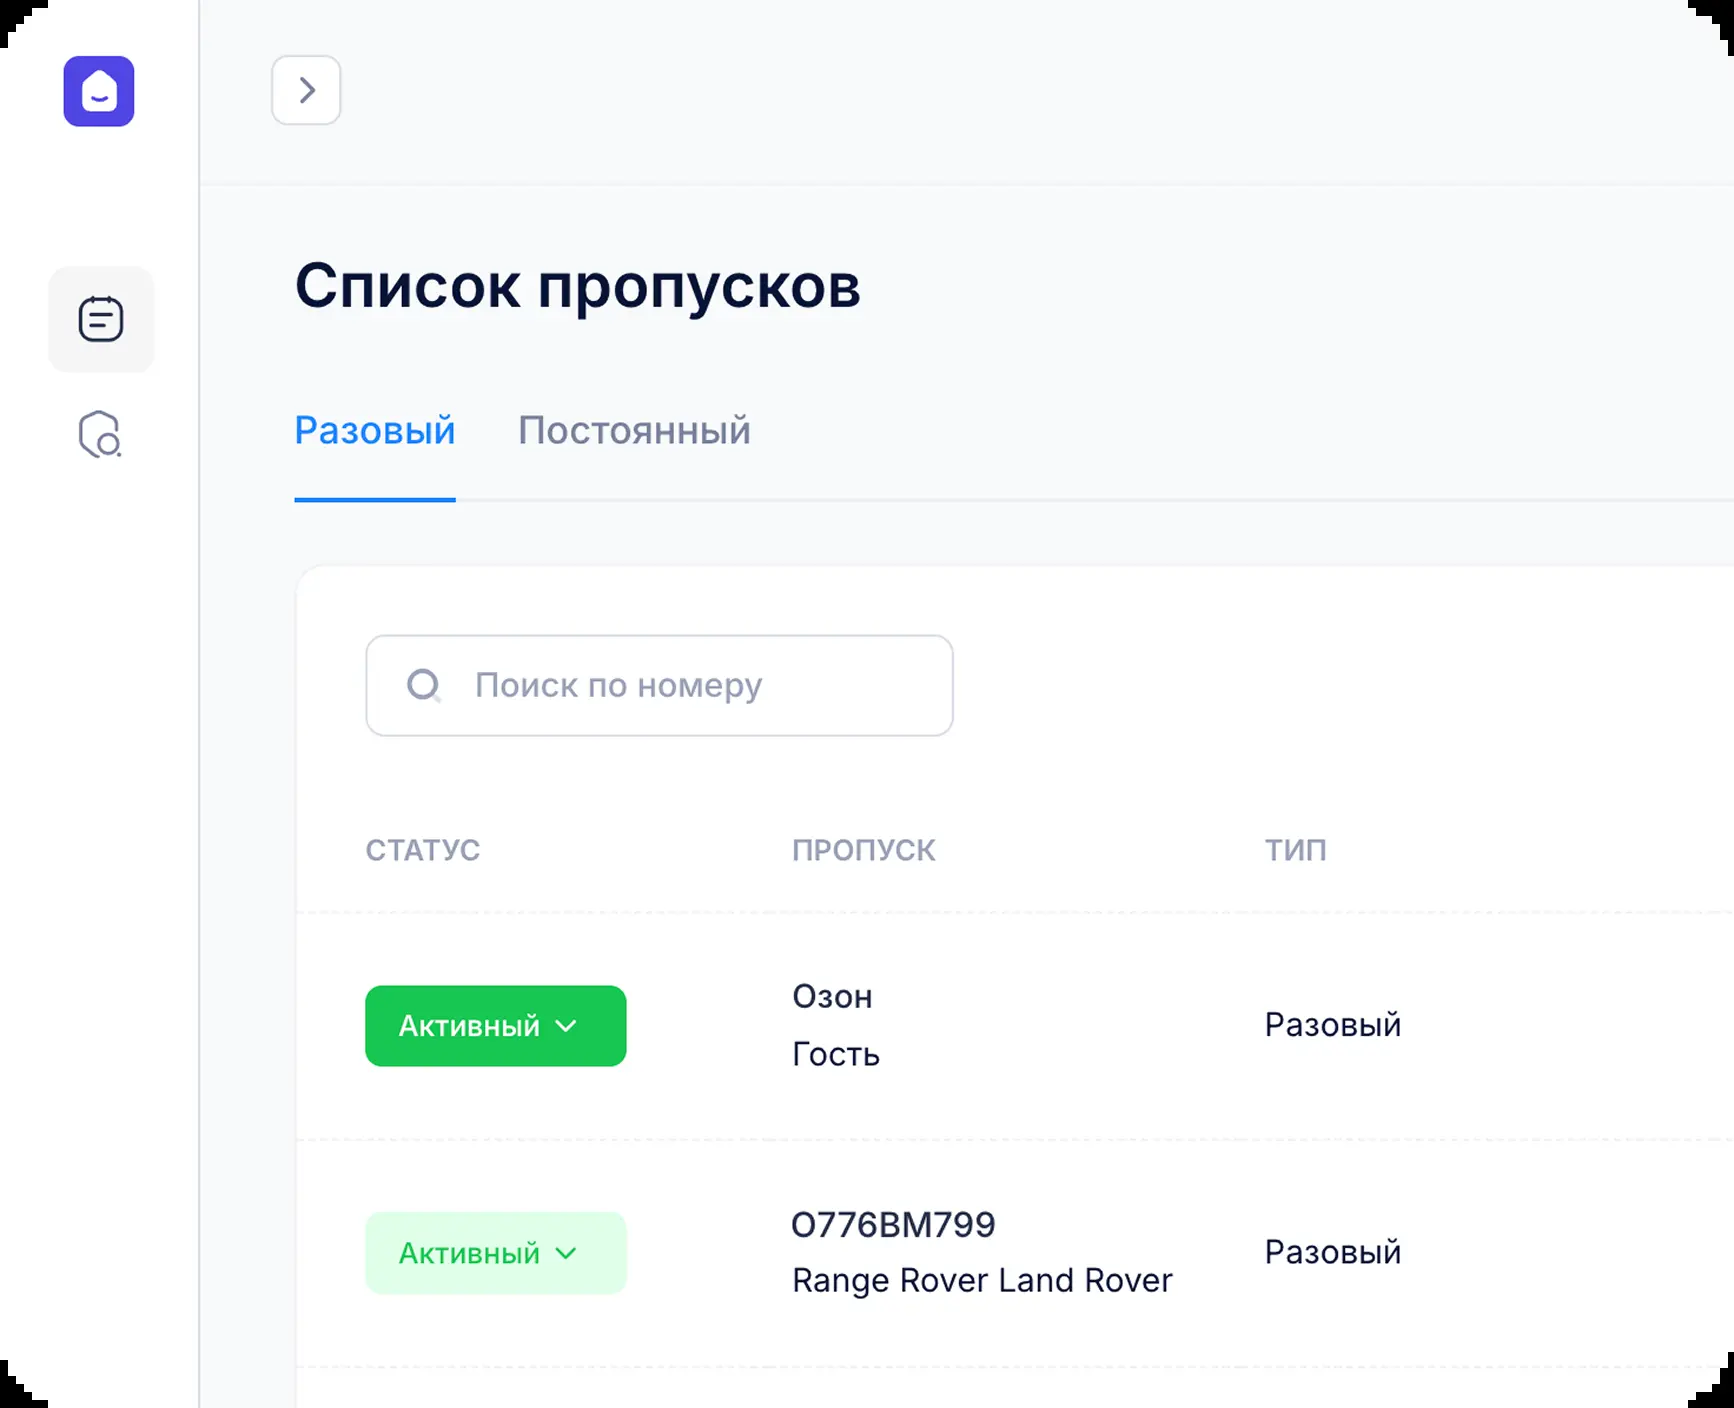 Список пропусков
Разовый Постоянный
Поиск по номеру
СТАТУС ПРОПУСК ТИП
Активный Озон Разовый
Гость
Активный О776ВМ799 Разовый
Range Rover Land Rover